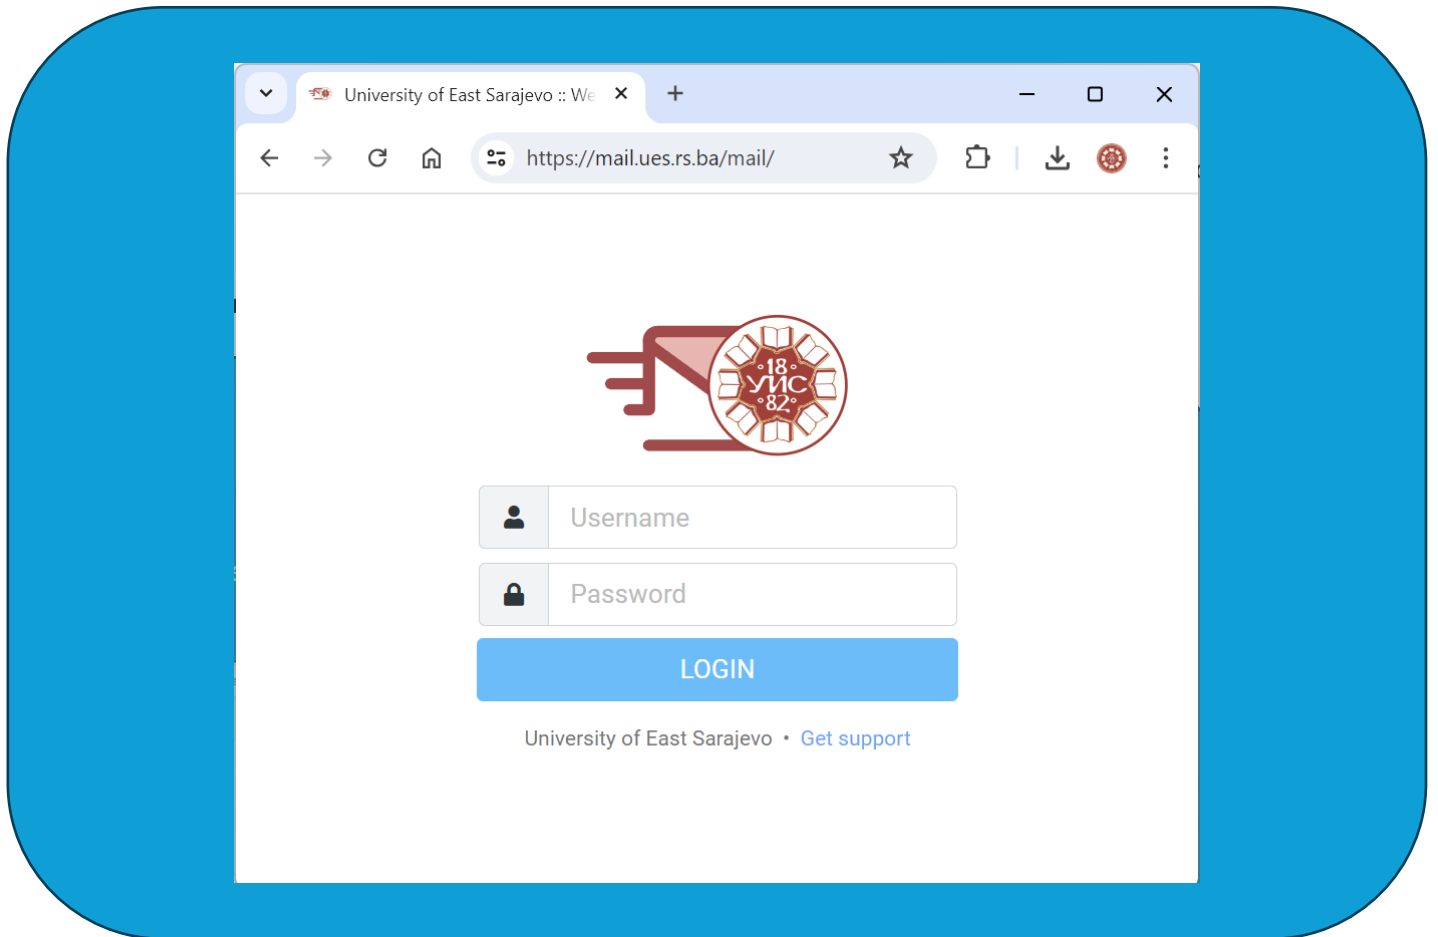 University of East Sarajevo :: We
https://mail.ues.rs.ba/mail/
18
УИС
82
Username
Password
LOGIN
University of East Sarajevo • Get support